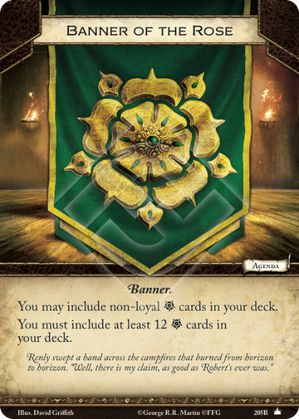 Banner of the Rose
Agenda
Banner.
You may include non-loyal cards in your deck.
You must include at least 12 cards in
your deck.
Renly swept a hand across the campfires that burned from horizon
to horizon. "Well, there is my claim, as good as Robert's ever was."
Illus. David Griffith
©George R.R. Martin ©FFG
205B